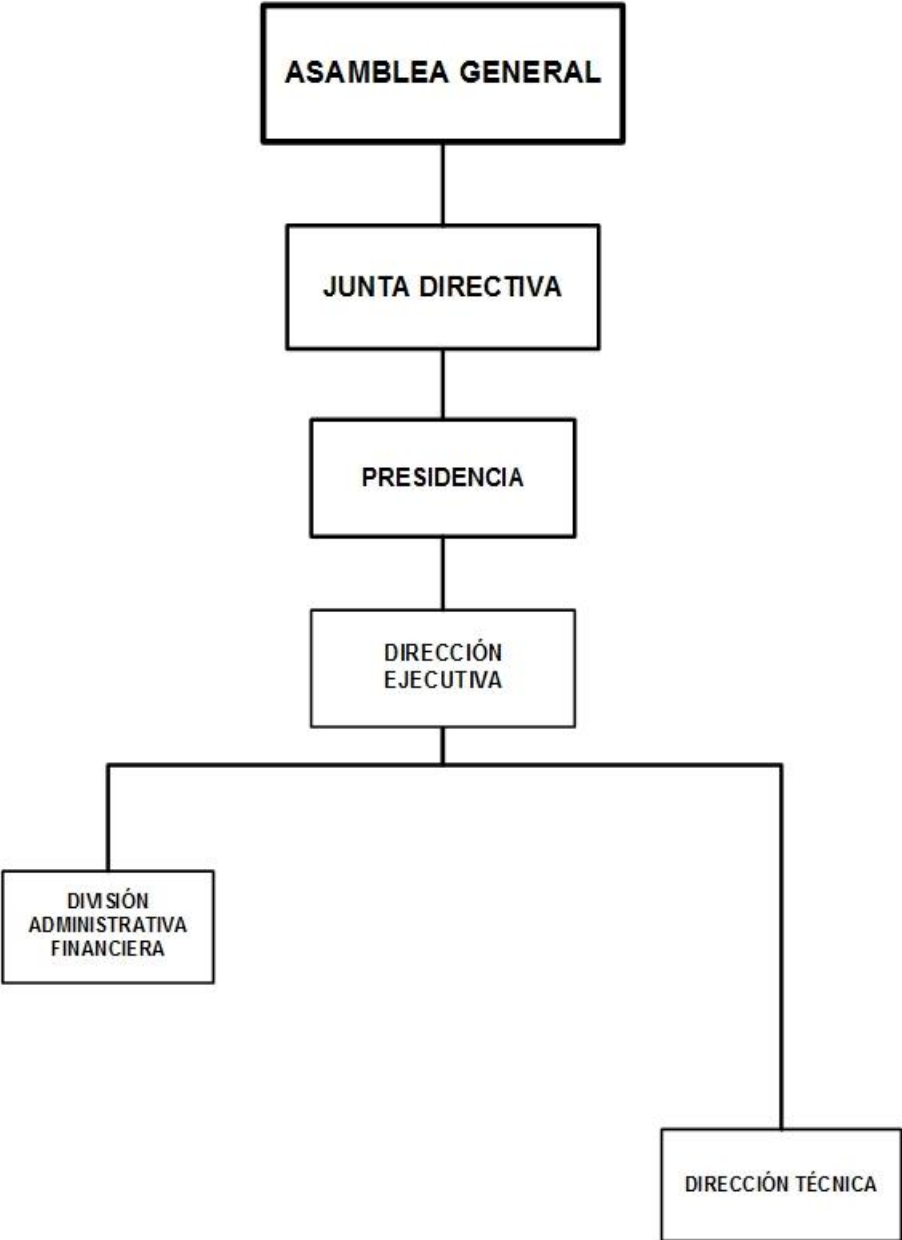 ASAMBLEA GENERAL
JUNTA DIRECTIVA
PRESIDENCIA
DIRECCIÓN
EJECUTIVA
DIVISIÓN
ADMINISTRATIVA
FINANCIERA
DIRECCIÓN TÉCNICA